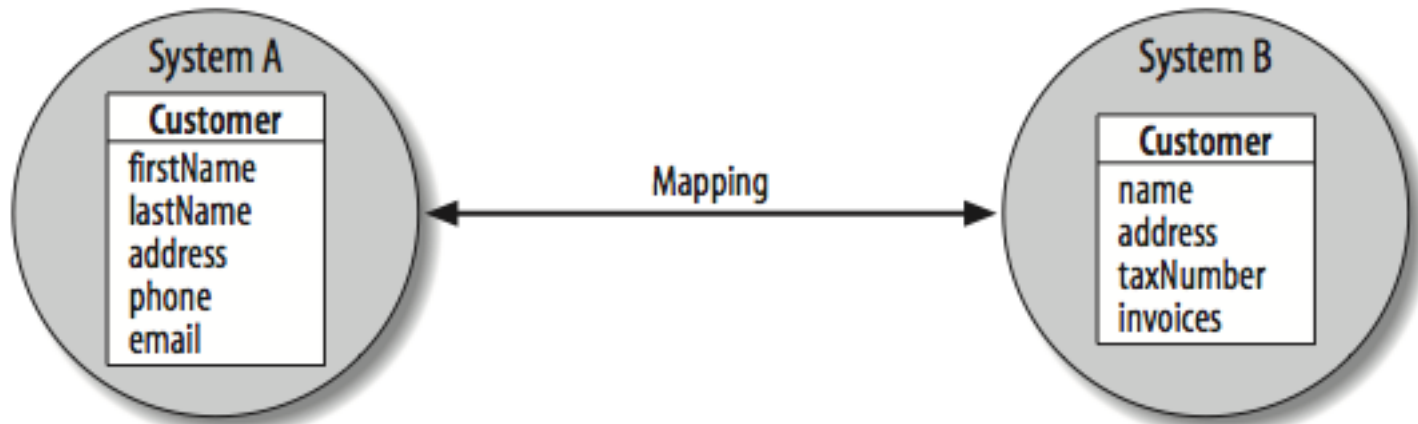 System A
Customer
firstName
lastName
address
phone
email
Mapping
System B
Customer
name
address
taxNumber
invoices